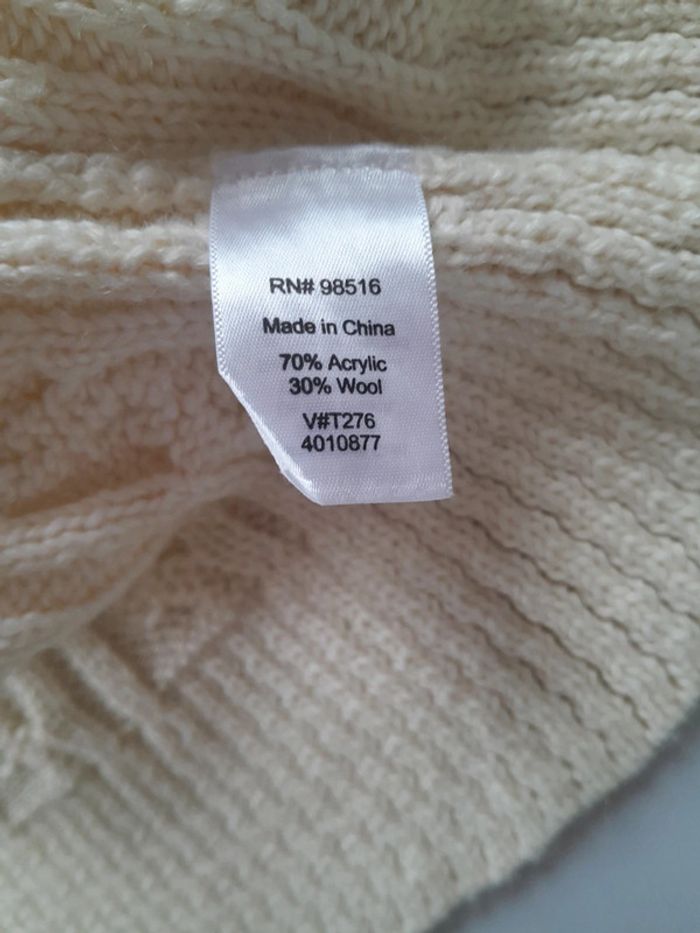 RN# 98516
Made in China
70% Acrylic
30% Wool
V#T276
4010877